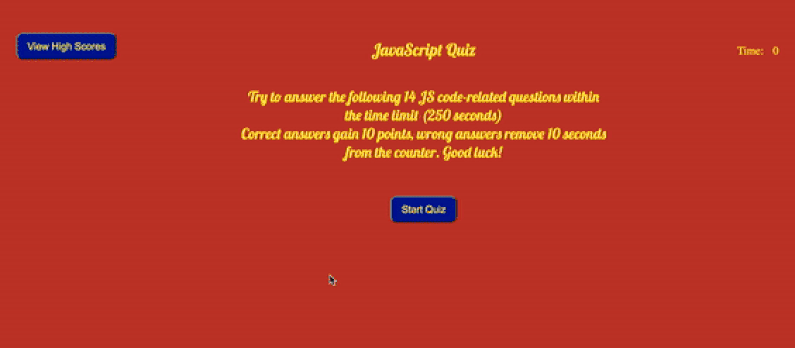 View High Scores
JavaScript Quiz
Time: 0
Try to answer the following 14 JS code-related questions within
the time limit (250 seconds)
Correct answers gain 10 points, wrong answers remove 10 seconds
from the counter. Good luck!
Start Quiz